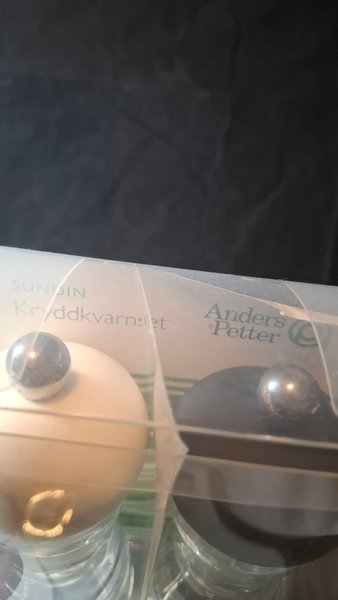 SUNDIN
Kryddkvarnset
Anders
Petter